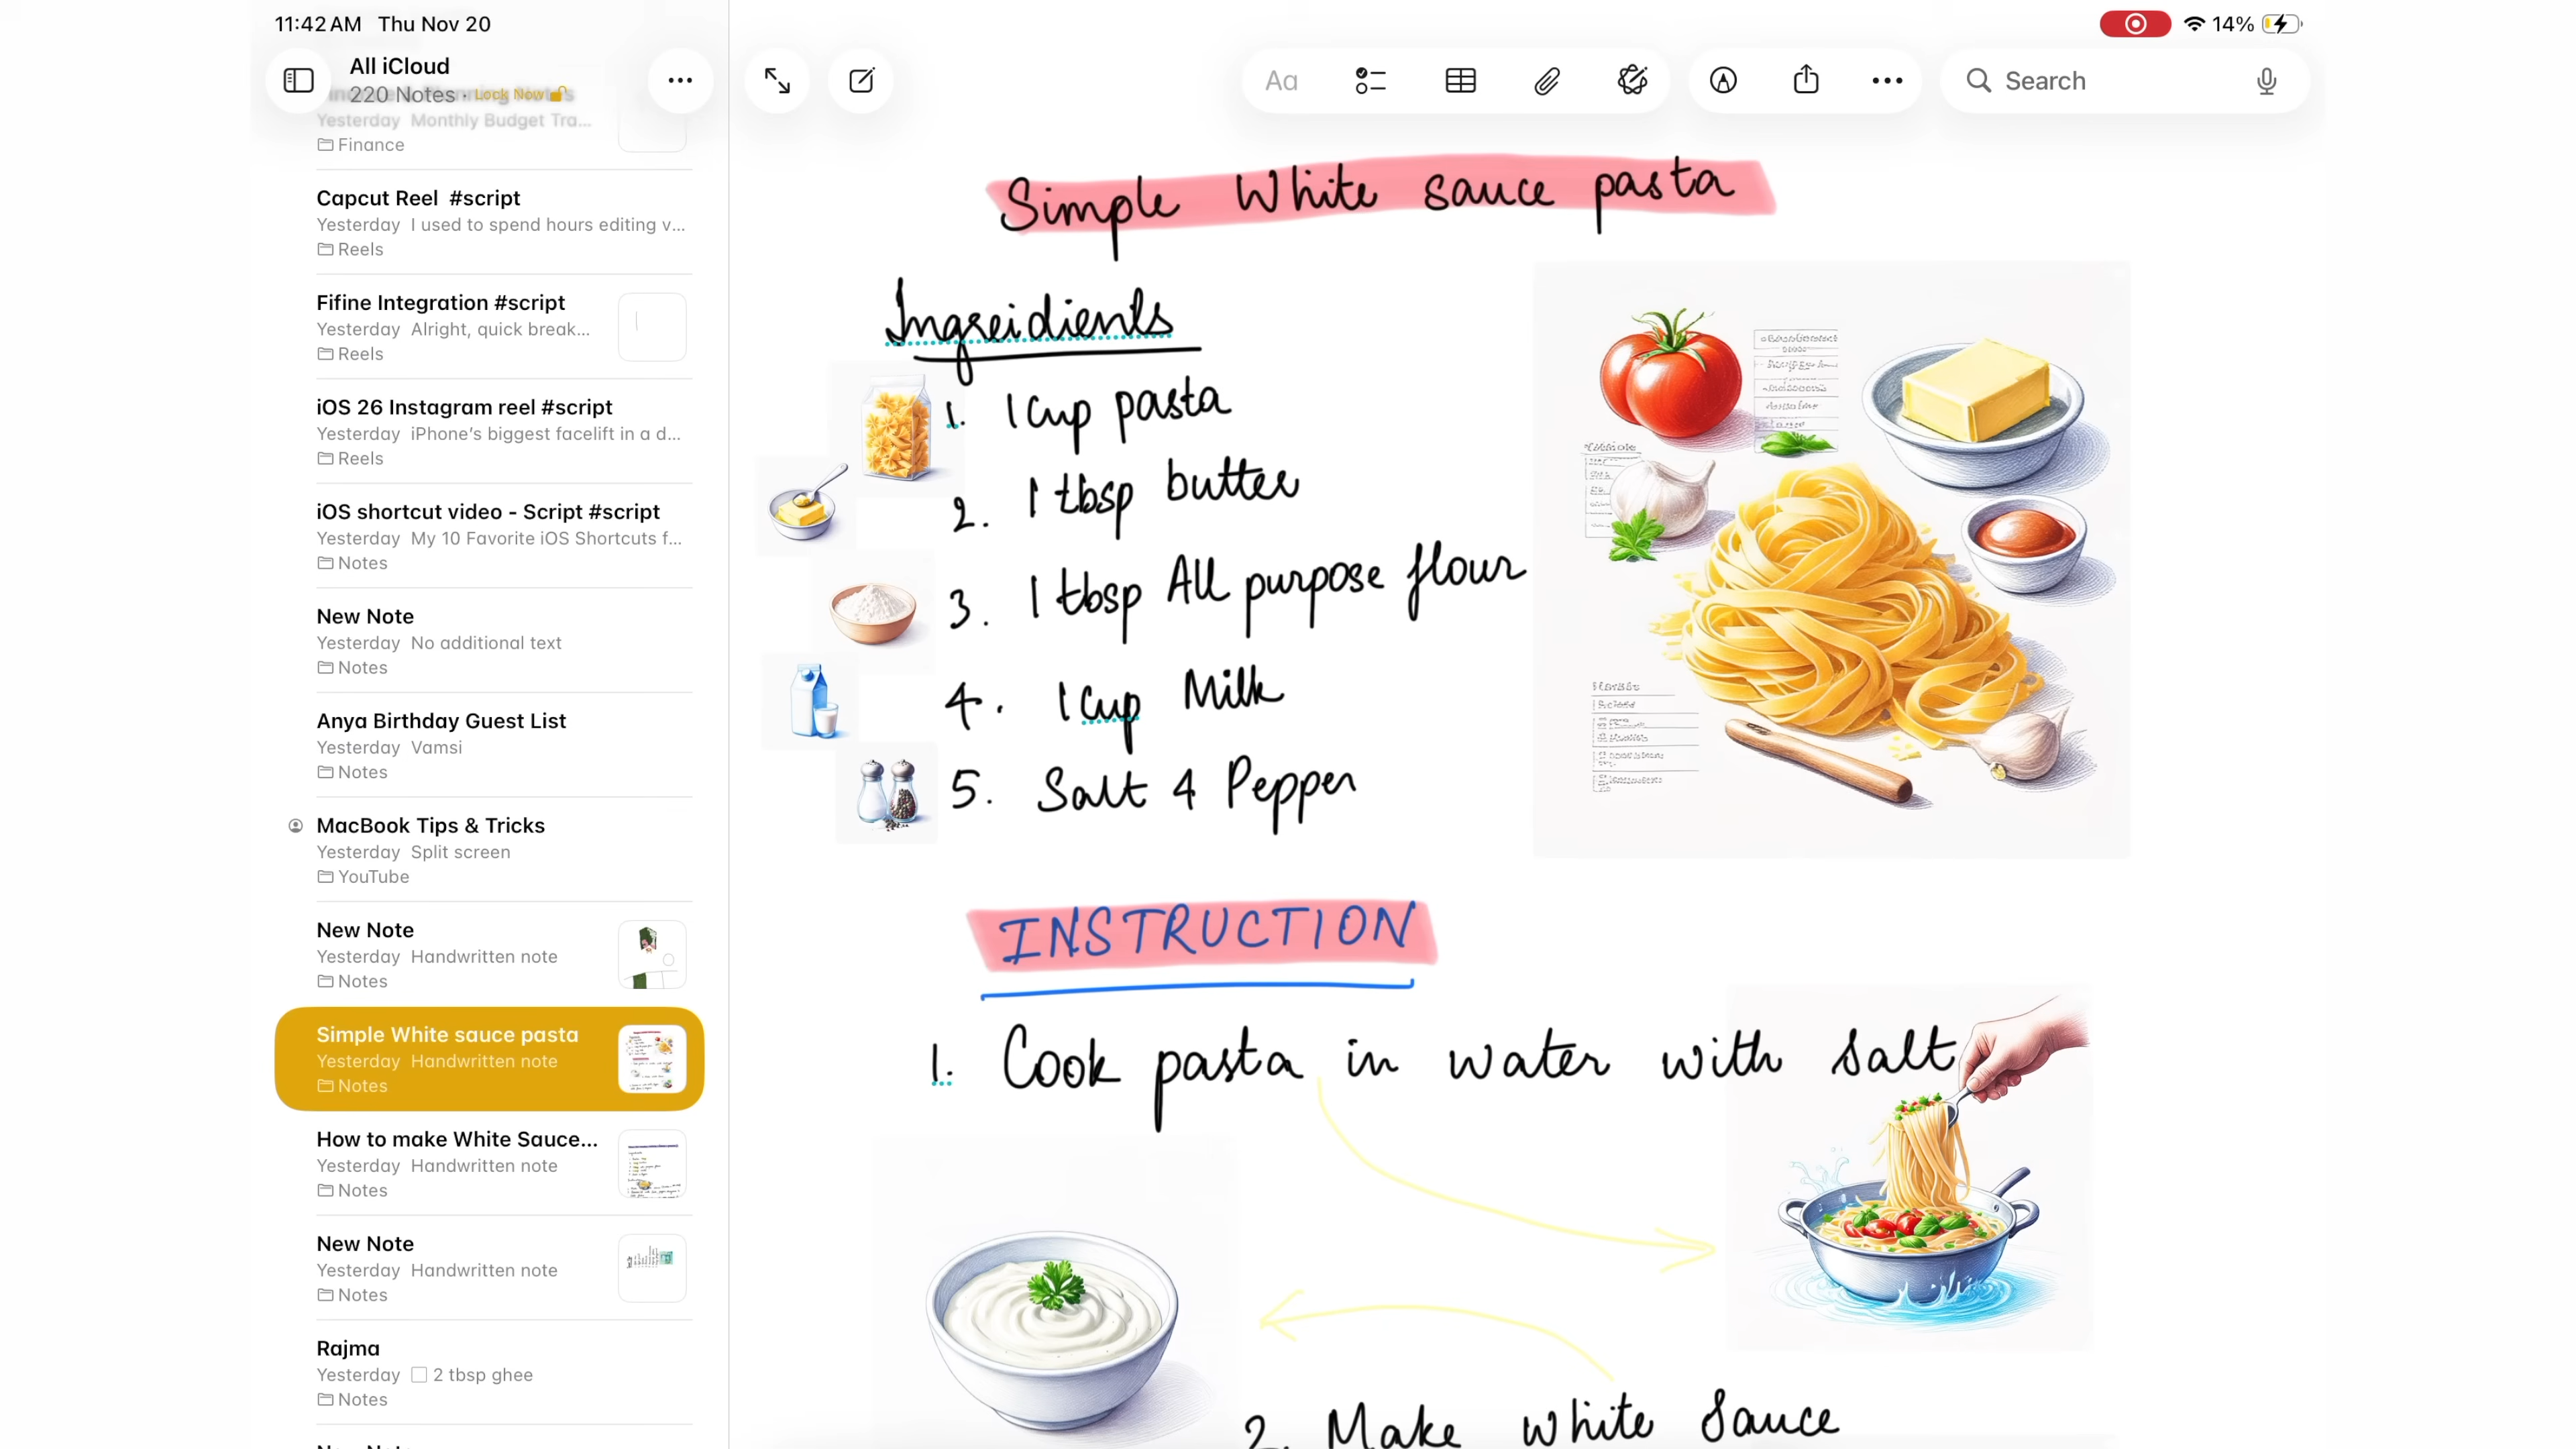 11:42 AM Thu Nov 20
14%
All iCloud
220 Notes · Lock Now
Yesterday Monthly Budget Tra...
Finance
Capcut Reel #script
Yesterday I used to spend hours editing v...
Reels
Fifine Integration #script
Yesterday Alright, quick break...
Reels
iOS 26 Instagram reel #script
Yesterday iPhone's biggest facelift in a d...
Reels
iOS shortcut video - Script #script
Yesterday My 10 Favorite iOS Shortcuts f...
Notes
New Note
Yesterday No additional text
Notes
Anya Birthday Guest List
Yesterday Vamsi
Notes
MacBook Tips & Tricks
Yesterday Split screen
YouTube
New Note
Yesterday Handwritten note
Notes
Simple White sauce pasta
Yesterday Handwritten note
Notes
How to make White Sauce...
Yesterday Handwritten note
Notes
New Note
Yesterday Handwritten note
Notes
Rajma
Yesterday 2 tbsp ghee
Notes
Aa
Search
Simple White sauce pasta
Ingreidients
1. 1 Cup pasta
2. 1 tbsp butter
3. 1 tbsp All purpose flour
4. 1 Cup Milk
5. Salt & Pepper
INSTRUCTION
1. Cook pasta in water with salt
2. Make White Sauce